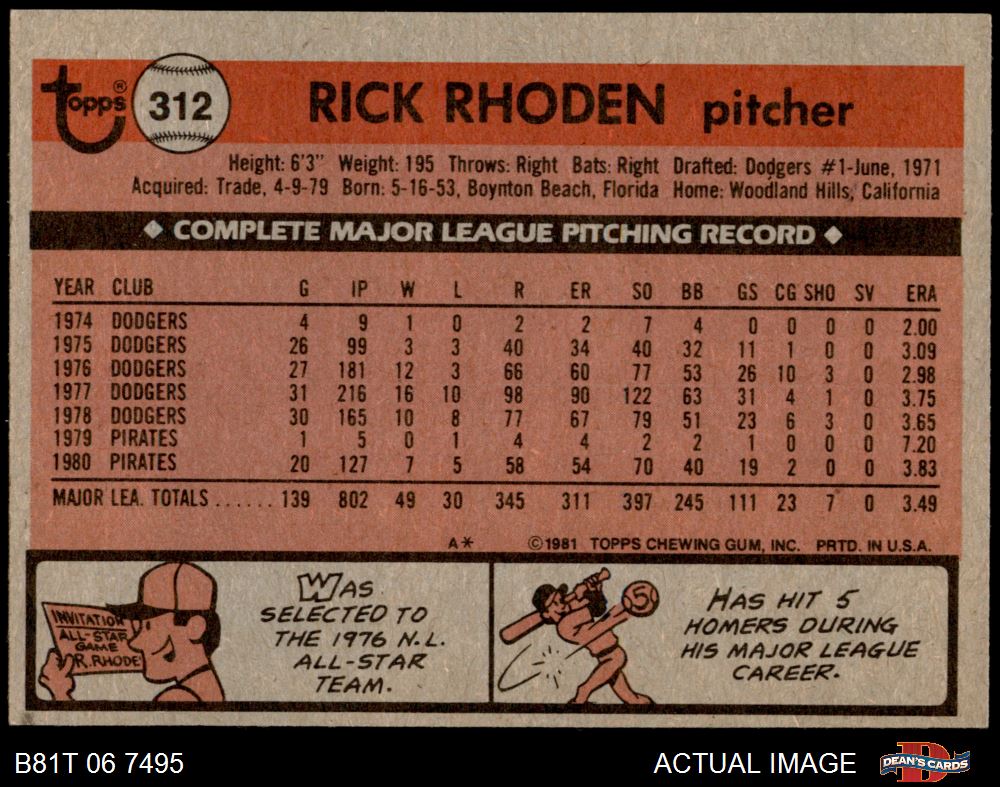 Topps ® 312 RICK RHODEN pitcher
Height: 6'3" Weight: 195 Throws: Right Bats: Right Drafted: Dodgers #1-June, 1971
Acquired: Trade, 4-9-79 Born: 5-16-53, Boynton Beach, Florida Home: Woodland Hills, California
◆ COMPLETE MAJOR LEAGUE PITCHING RECORD ◆
YEAR CLUB G IP W L R ER SO BB GS CG SHO SV ERA
1974 DODGERS 4 9 1 0 2 2 7 4 0 0 0 0 2.00
1975 DODGERS 26 99 3 3 40 34 40 32 11 1 0 0 3.09
1976 DODGERS 27 181 12 3 66 60 77 53 26 10 3 0 2.98
1977 DODGERS 31 216 16 10 98 90 122 63 31 4 1 0 3.75
1978 DODGERS 30 165 10 8 77 67 79 51 23 6 3 0 3.65
1979 PIRATES 1 5 0 1 4 4 2 2 1 0 0 0 7.20
1980 PIRATES 20 127 7 5 58 54 70 40 19 2 0 0 3.83
MAJOR LEA. TOTALS ...... 139 802 49 30 345 311 397 245 111 23 7 0 3.49
A* ©1981 TOPPS CHEWING GUM, INC. PRTD. IN U.S.A.
INVITATION
ALL-STAR
GAME
R. RHODE
WAS
SELECTED TO
THE 1976 N.L.
ALL-STAR
TEAM.
5
HAS HIT 5
HOMERS DURING
HIS MAJOR LEAGUE
CAREER.
B81T 06 7495 ACTUAL IMAGE D DEAN'S CARDS